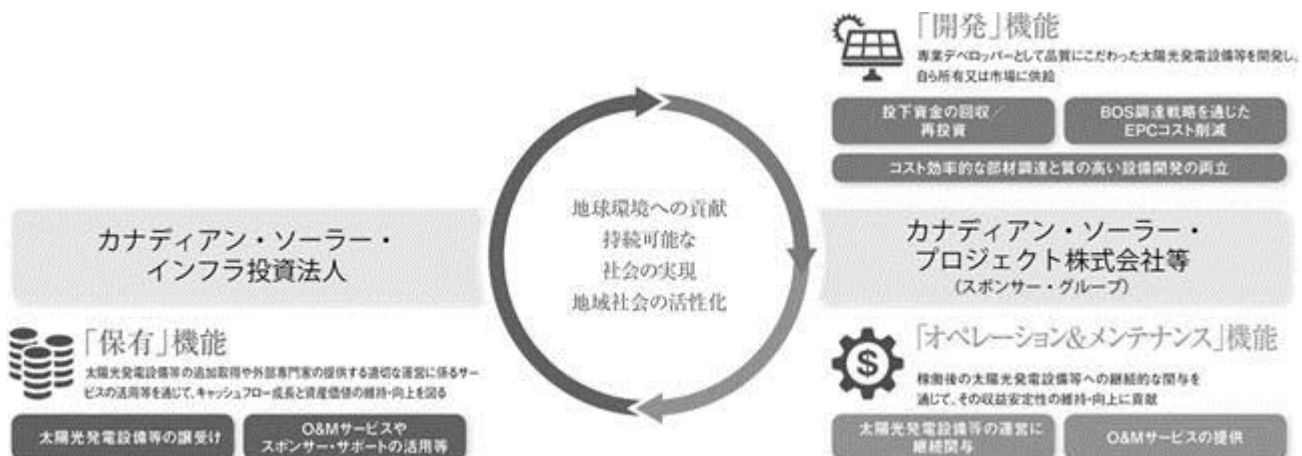 「開発」機能
専業デベロッパーとして品質にこだわった太陽光発電設備等を開発し、
自ら所有又は市場に供給
投下資金の回収／
再投資
BOS調達戦略を通じた
EPCコスト削減
コスト効率的な部材調達と質の高い設備開発の両立
カナディアン・ソーラー・
インフラ投資法人
地球環境への貢献
持続可能な
社会の実現
地域社会の活性化
カナディアン・ソーラー・
プロジェクト株式会社等
（スポンサー・グループ）
「保有」機能
太陽光発電設備等の追加取得や外部専門家の提供する適切な運営に係るサー
ビスの活用等を通じて、キャッシュフロー成長と資産価値の維持・向上を図る
太陽光発電設備等の譲受け
O&Mサービスや
スポンサー・サポートの活用等
「オペレーション&メンテナンス」機能
稼働後の太陽光発電設備等への継続的な関与を
通じて、その収益安定性の維持・向上に貢献
太陽光発電設備等の運営に
継続関与
O&Mサービスの提供
$